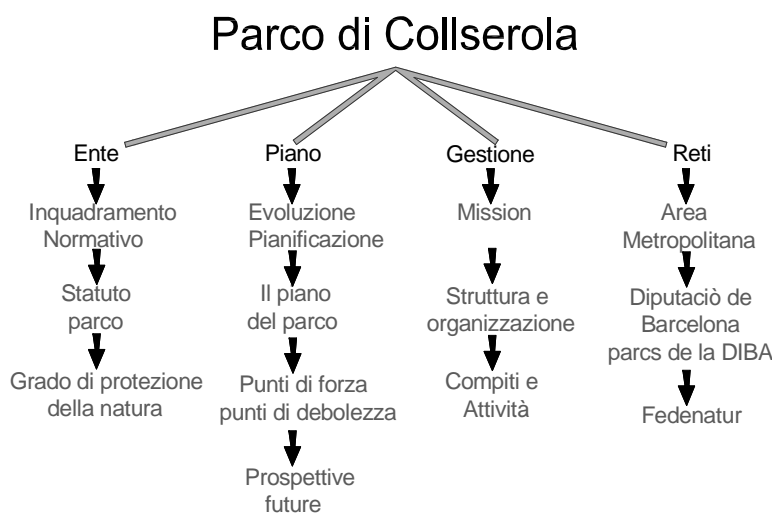 Parco di Collserola
Ente
Piano
Gestione
Reti
Inquadramento
Normativo
Evoluzione
Pianificazione
Mission
Area
Metropolitana
Statuto
parco
Il piano
del parco
Struttura e
organizzazione
Diputaciò de
Barcelona
parcs de la DIBA
Grado di protezione
della natura
Punti di forza
punti di debolezza
Compiti e
Attività
Fedenatur
Prospettive
future